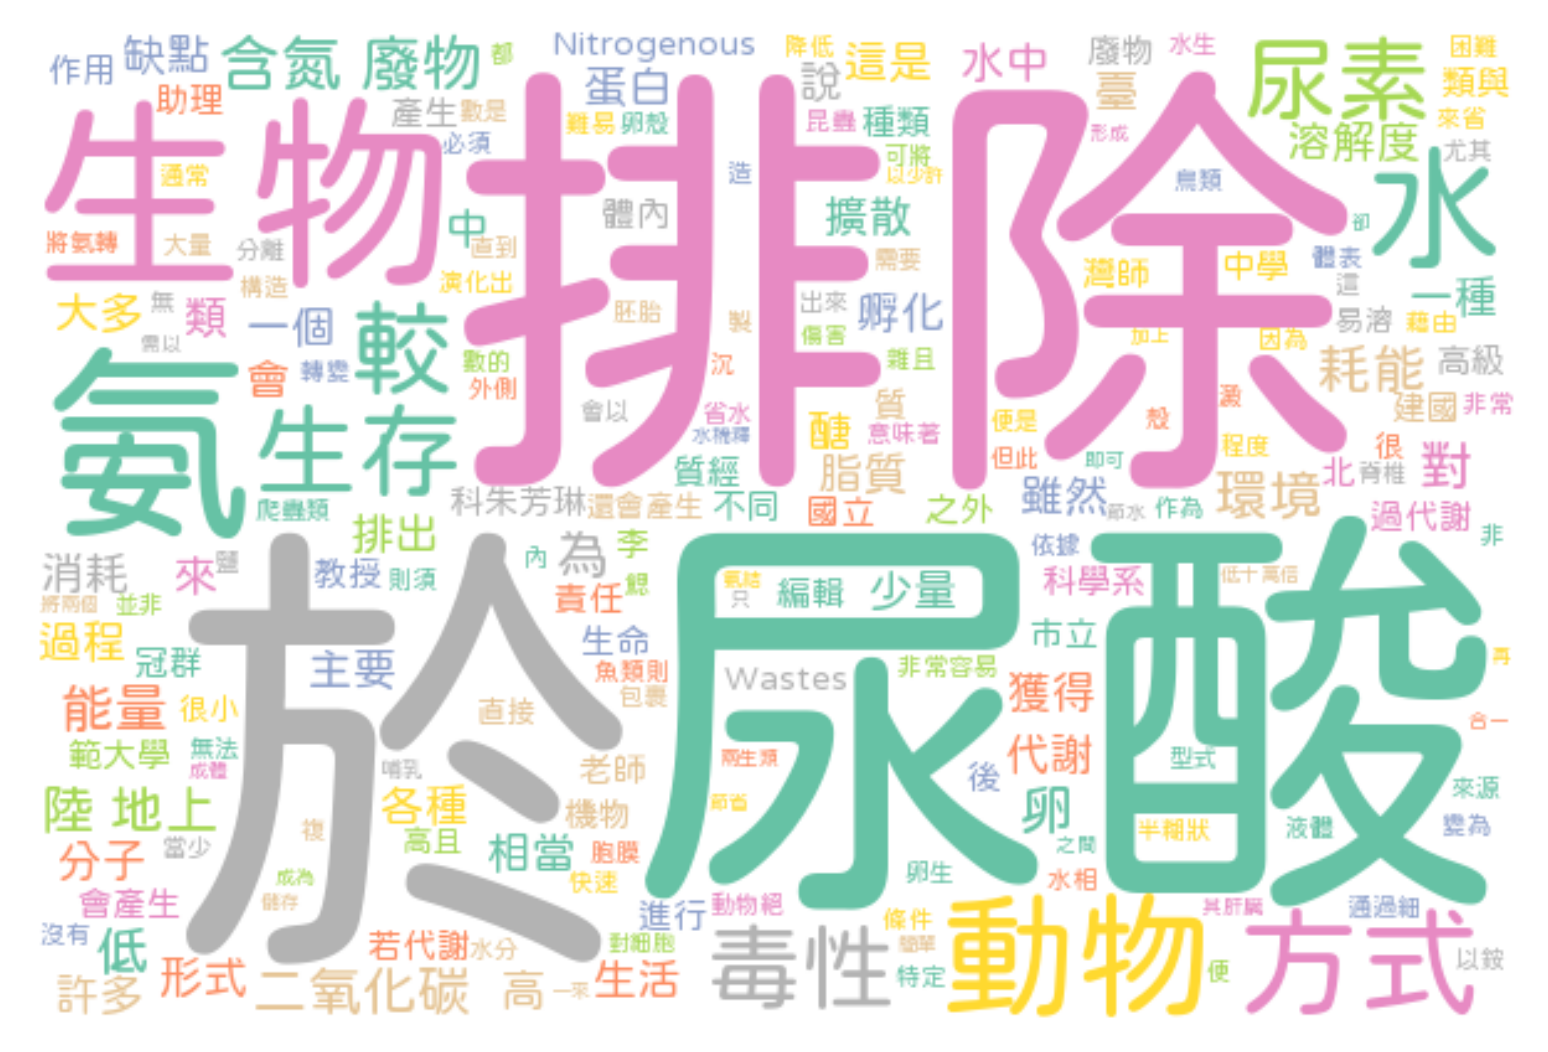 作用 缺點 含氮 廢物 都 Nitrogenous 降低 這是 水中 廢物 水生 尿素 困難
助理 產生 數是 蛋白 說 臺 類與
生物 排除 必須 難易 卵殼 昆蟲 種類 形成 溶解度 來省 尤其
通常 造 可將 以少許 鳥類 水
將氨轉 大量 分離 中 直到 體內 擴散 卻
構造 演化出 需要 灣師 中學 體表 這 一種
大多 無 類 一個 較 胚胎 製 出來 孵化 易溶 藉由
需以 數的 傷害 加上 因為
氨 會 轉變 外側 沉 雜且 耗能 高級
生存 會以 省水 醣 質 便是 殼 澱 建國 非常
水稀釋 意味著 程度 很
質經 脂質 但此 即可 北 脊椎 對
爬蟲類 科朱芳琳 還會產生 不同 國立 之外 雖然 節水 作為 環境 過代謝
排出 內 為 李 依據 非
消耗 來 鹽 教授 則須 鰓 氨結 科學系 低十萬倍
將兩個 並非 於 責任 尿酸 只 編輯 少量
過程 冠群 主要 生命 市立 再
魚類則 非常容易
能量 很小 包裹 Wastes 獲得
直接 合一
範大學 無法 成體 哺乳 老師 兩生類 後 代謝 型式
陸 地上 各種 機物 節省 卵 來源
複 高且 半糊狀 液體 變為
分子 當少 相當 胞膜 之間
成為 快速 卵生 水相
會產生 儲存 進行 動物絕 條件 動物 其肝臟 通過細
沒有 低 若代謝 水分 對細胞 毒性 簡單 方式
許多 形式 二氧化碳 高 一來 生活 特定 便 以銨